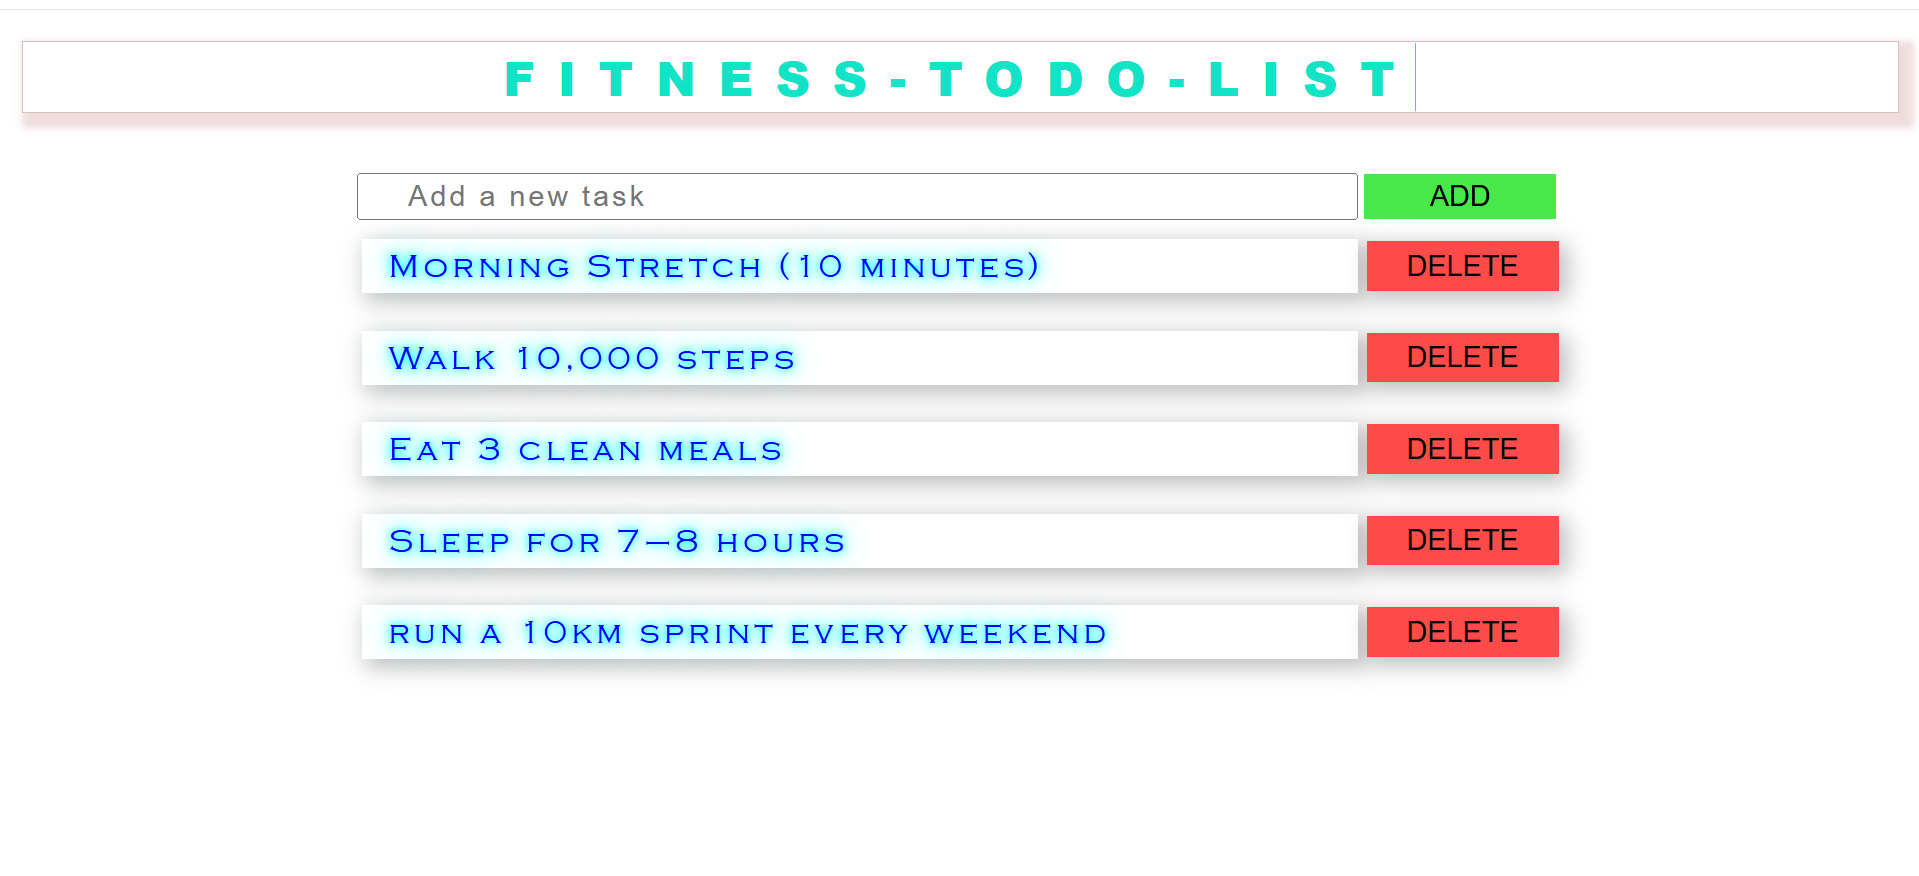 FITNESS-TODO-LIST
Add a new task ADD
Morning Stretch (10 minutes) DELETE
Walk 10,000 steps DELETE
Eat 3 clean meals DELETE
Sleep for 7–8 hours DELETE
run a 10km sprint every weekend DELETE